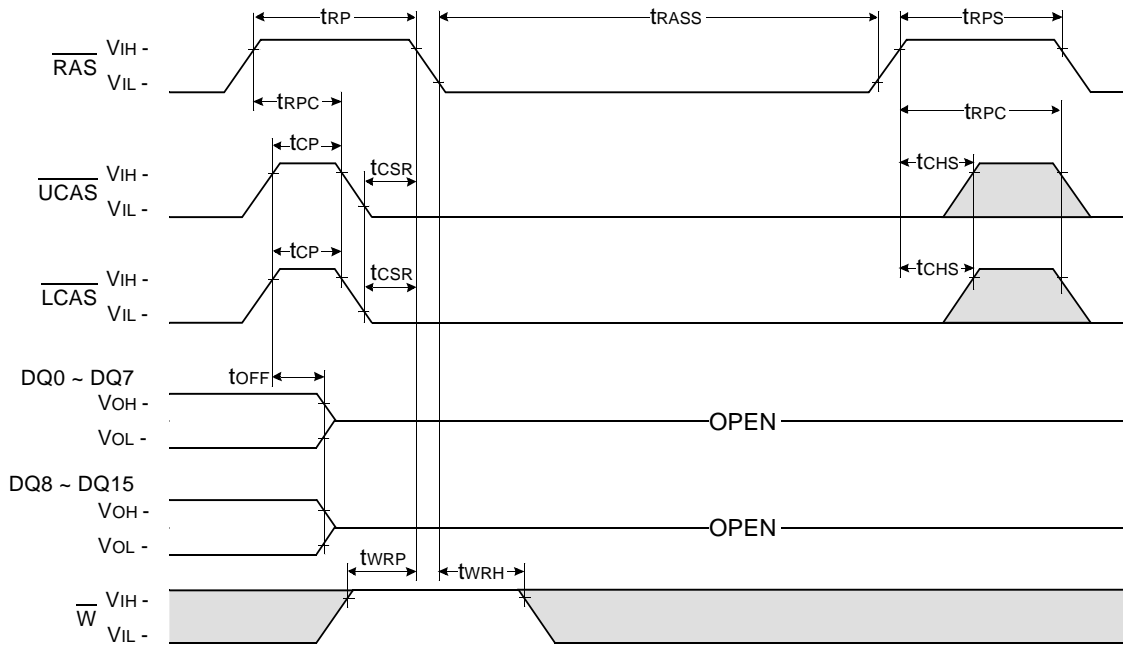 tRP tRASS tRPS
VIH -
RAS
VIL -
tRPC tRPC
tCP
tCSR tCHS
VIH -
UCAS
VIL -
tCP
tCSR tCHS
VIH -
LCAS
VIL -
tOFF
DQ0 ~ DQ7
VOH -
OPEN
VOL -
DQ8 ~ DQ15
VOH -
OPEN
VOL -
tWRP tWRH
VIH -
W
VIL -